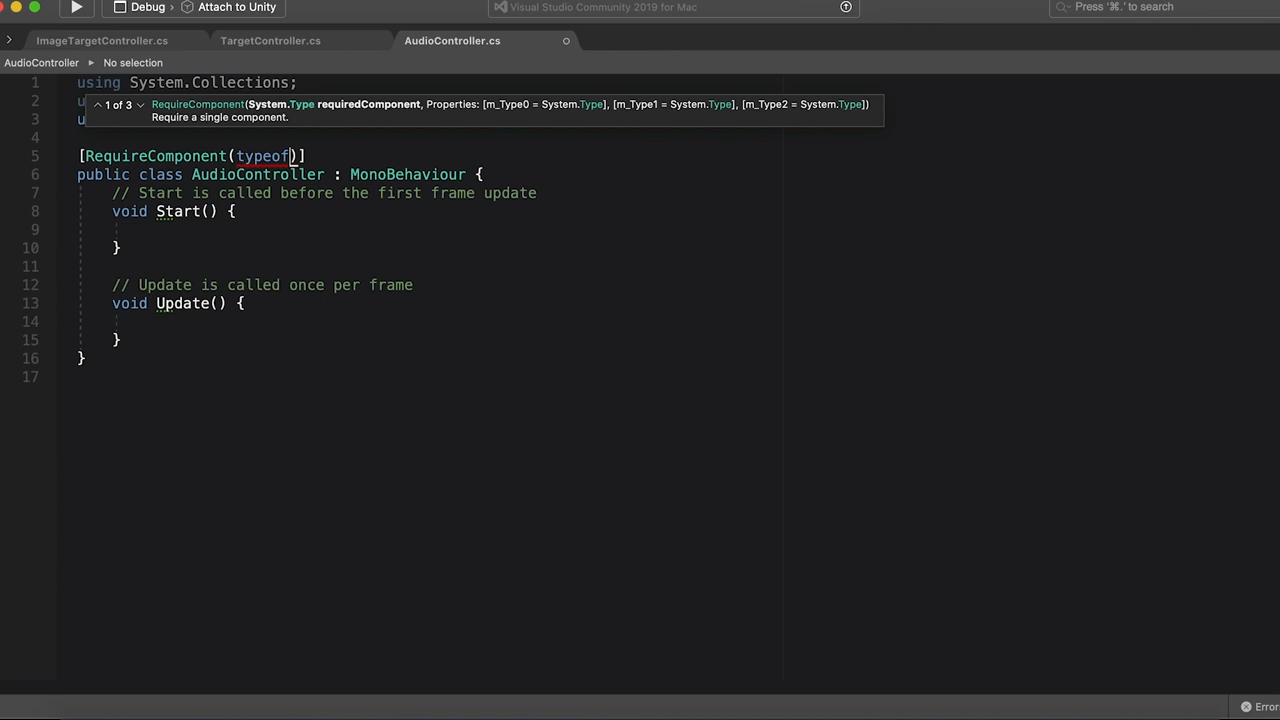 Debug › Attach to Unity
Visual Studio Community 2019 for Mac
Press '⌘.' to search
ImageTargetController.cs
TargetController.cs
AudioController.cs
AudioController ▸ No selection
1 using System.Collections;
2 u
3 u
1 of 3 RequireComponent(System.Type requiredComponent, Properties: [m_Type0 = System.Type], [m_Type1 = System.Type], [m_Type2 = System.Type])
Require a single component.
4
5 [RequireComponent(typeof)]
6 public class AudioController : MonoBehaviour {
7 // Start is called before the first frame update
8 void Start() {
9
10 }
11
12 // Update is called once per frame
13 void Update() {
14
15 }
16 }
17
Error